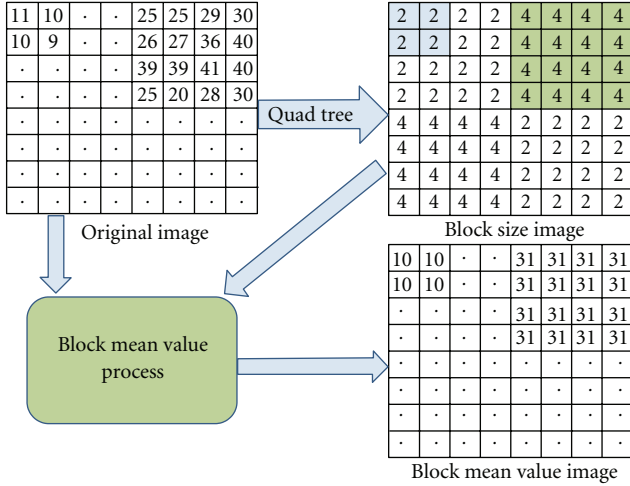 11 10 · · 25 25 29 30
10 9 · · 26 27 36 40
· · · · 39 39 41 40
· · · · 25 20 28 30
· · · · · · · ·
· · · · · · · ·
· · · · · · · ·
· · · · · · · ·
Original image
Quad tree
2 2 2 2 4 4 4 4
2 2 2 2 4 4 4 4
2 2 2 2 4 4 4 4
2 2 2 2 4 4 4 4
4 4 4 4 2 2 2 2
4 4 4 4 2 2 2 2
4 4 4 4 2 2 2 2
4 4 4 4 2 2 2 2
Block size image
Block mean value
process
10 10 · · 31 31 31 31
10 10 · · 31 31 31 31
· · · · 31 31 31 31
· · · · 31 31 31 31
· · · · · · · ·
· · · · · · · ·
· · · · · · · ·
· · · · · · · ·
Block mean value image